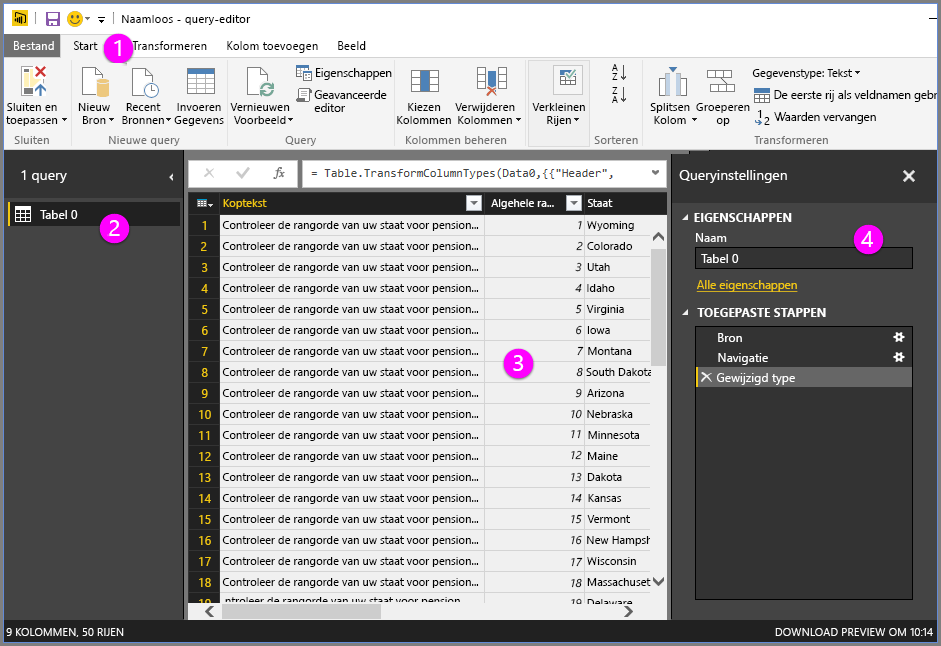 Naamloos - query-editor
Bestand Start 1 Transformeren Kolom toevoegen Beeld
Sluiten en toepassen
Nieuw Bron
Recent Bronnen
Invoeren Gegevens
Vernieuwen Voorbeeld
Eigenschappen
Geavanceerde editor
Kiezen Kolommen
Verwijderen Kolommen
Verkleinen Rijen
Splitsen Kolom
Groeperen op
Gegevenstype: Tekst
De eerste rij als veldnamen gebr
Waarden vervangen
Sluiten Nieuwe query Query Kolommen beheren Sorteren Transformeren
1 query
Tabel 0
2
fx = Table.TransformColumnTypes(Data0,{{"Header",
Koptekst Algehele ra... Staat
1 Controleer de rangorde van uw staat voor pension... 1 Wyoming
2 Controleer de rangorde van uw staat voor pension... 2 Colorado
3 Controleer de rangorde van uw staat voor pension... 3 Utah
4 Controleer de rangorde van uw staat voor pension... 4 Idaho
5 Controleer de rangorde van uw staat voor pension... 5 Virginia
6 Controleer de rangorde van uw staat voor pension... 6 Iowa
7 Controleer de rangorde van uw staat voor pension... 7 Montana
8 Controleer de rangorde van uw staat voor pension... 8 South Dakota
3
9 Controleer de rangorde van uw staat voor pension... 9 Arizona
10 Controleer de rangorde van uw staat voor pension... 10 Nebraska
11 Controleer de rangorde van uw staat voor pension... 11 Minnesota
12 Controleer de rangorde van uw staat voor pension... 12 Maine
13 Controleer de rangorde van uw staat voor pension... 13 Dakota
14 Controleer de rangorde van uw staat voor pension... 14 Kansas
15 Controleer de rangorde van uw staat voor pension... 15 Vermont
16 Controleer de rangorde van uw staat voor pension... 16 New Hampsh
17 Controleer de rangorde van uw staat voor pension... 17 Wisconsin
18 Controleer de rangorde van uw staat voor pension... 18 Massachuset
19 ntroleer de rangorde van uw staat voor pension 19 Delaware
Queryinstellingen
EIGENSCHAPPEN
Naam
4
Tabel 0
Alle eigenschappen
TOEGEPASTE STAPPEN
Bron
Navigatie
Gewijzigd type
9 KOLOMMEN, 50 RIJEN
DOWNLOAD PREVIEW OM 10:14